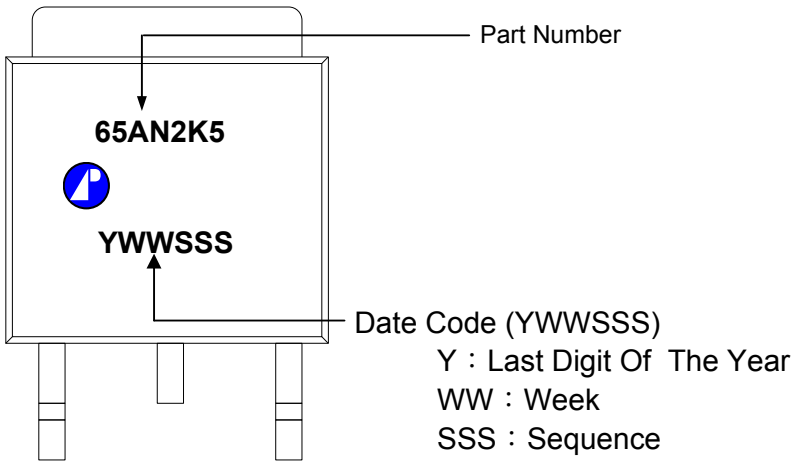 Part Number
65AN2K5
YWWSSS
Date Code (YWWSSS)
Y：Last Digit Of The Year
WW：Week
SSS：Sequence